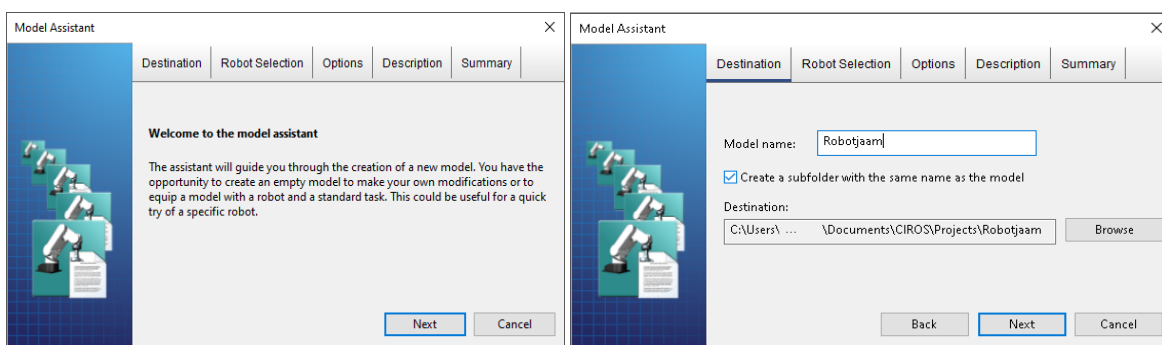 Model Assistant
Destination Robot Selection Options Description Summary
Welcome to the model assistant
The assistant will guide you through the creation of a new model. You have the
opportunity to create an empty model to make your own modifications or to
equip a model with a robot and a standard task. This could be useful for a quick
try of a specific robot.
Next Cancel
Model Assistant
Destination Robot Selection Options Description Summary
Model name: Robotjaam
Create a subfolder with the same name as the model
Destination:
C:\Users\ ... \Documents\CIROS\Projects\Robotjaam Browse
Back Next Cancel